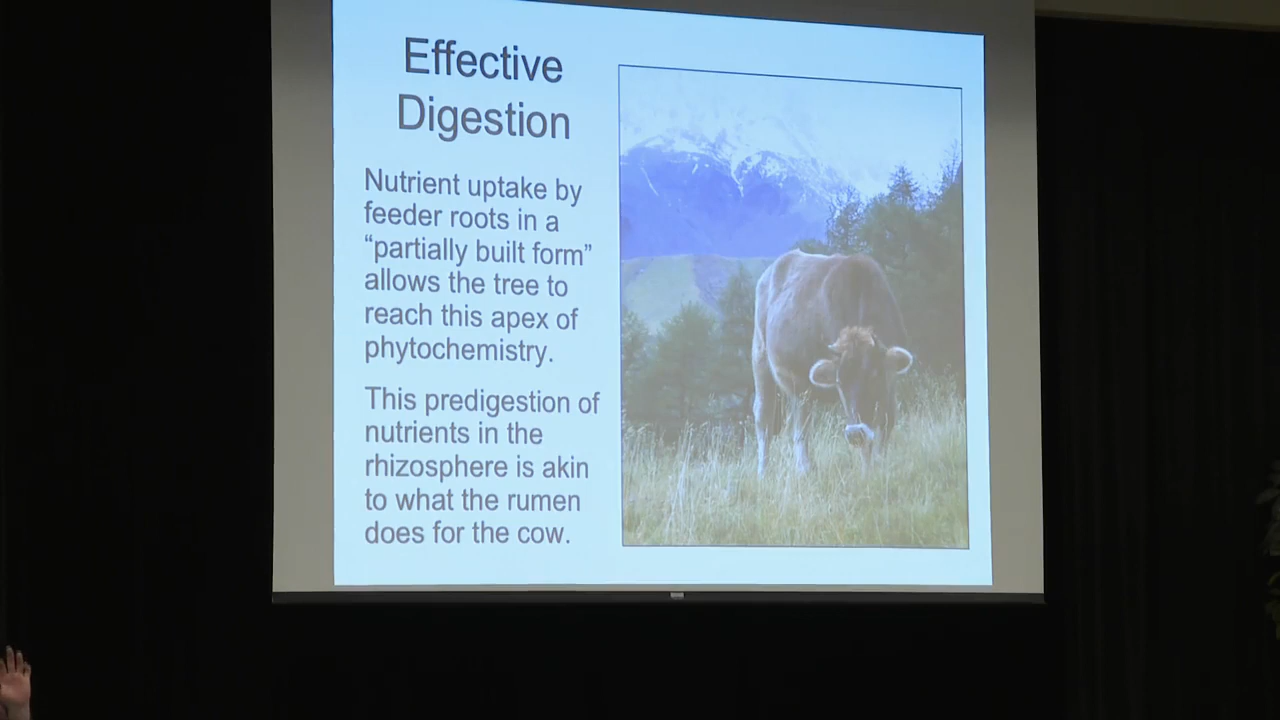 Effective
Digestion
Nutrient uptake by
feeder roots in a
“partially built form”
allows the tree to
reach this apex of
phytochemistry.
This predigestion of
nutrients in the
rhizosphere is akin
to what the rumen
does for the cow.